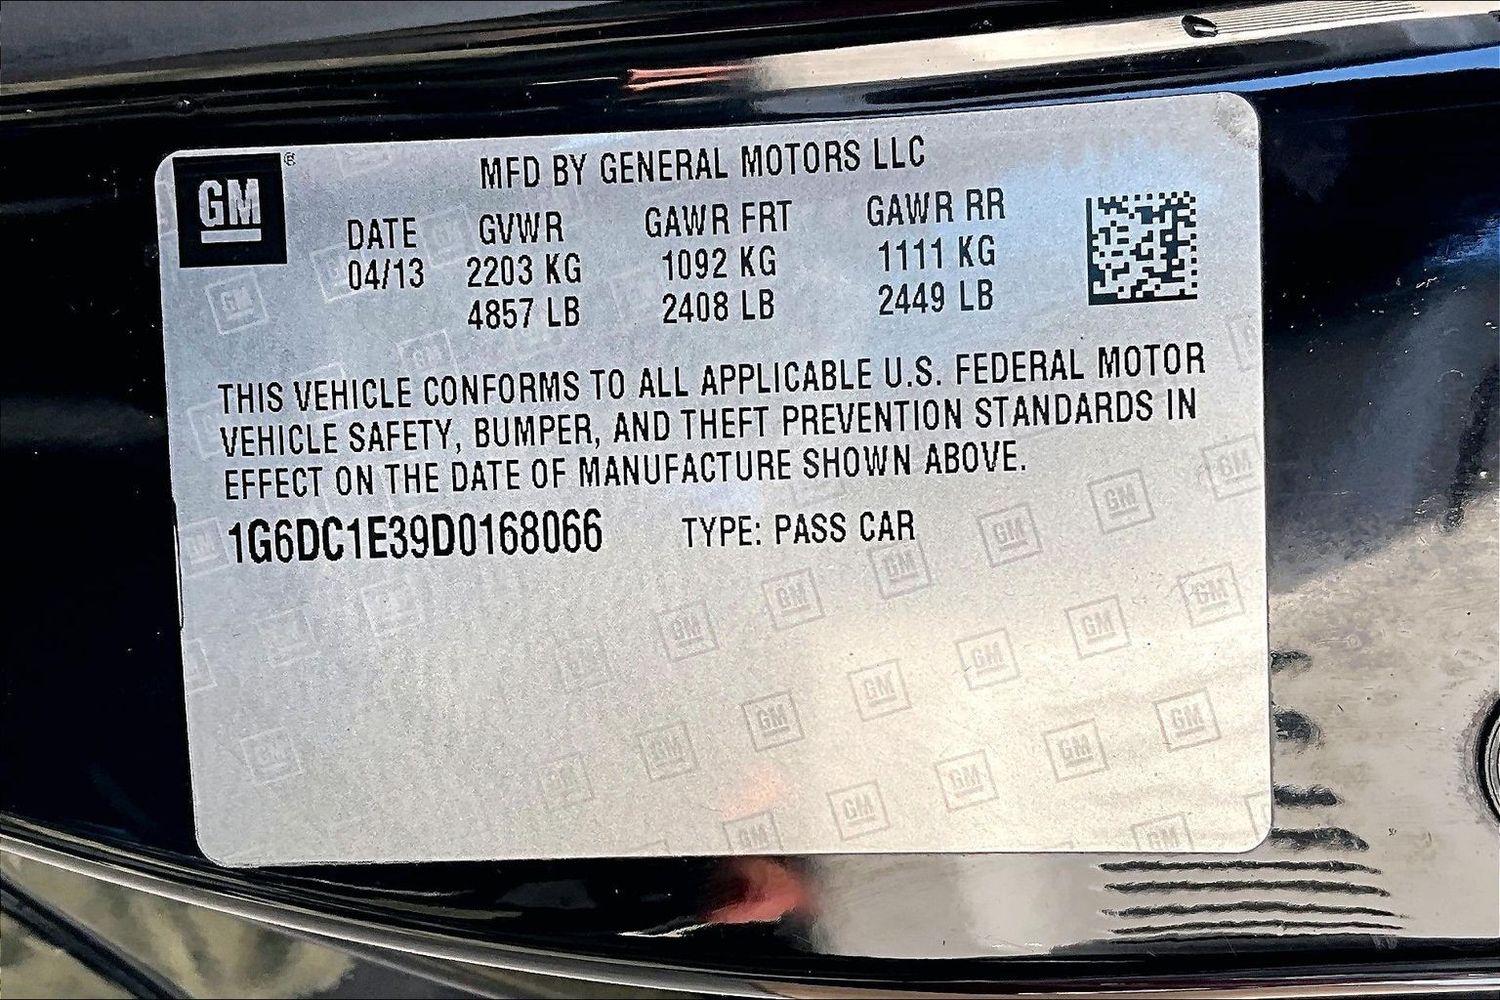 GM ®
MFD BY GENERAL MOTORS LLC
DATE GVWR GAWR FRT GAWR RR
04/13 2203 KG 1092 KG 1111 KG
4857 LB 2408 LB 2449 LB
THIS VEHICLE CONFORMS TO ALL APPLICABLE U.S. FEDERAL MOTOR
VEHICLE SAFETY, BUMPER, AND THEFT PREVENTION STANDARDS IN
EFFECT ON THE DATE OF MANUFACTURE SHOWN ABOVE.
1G6DC1E39D0168066 TYPE: PASS CAR